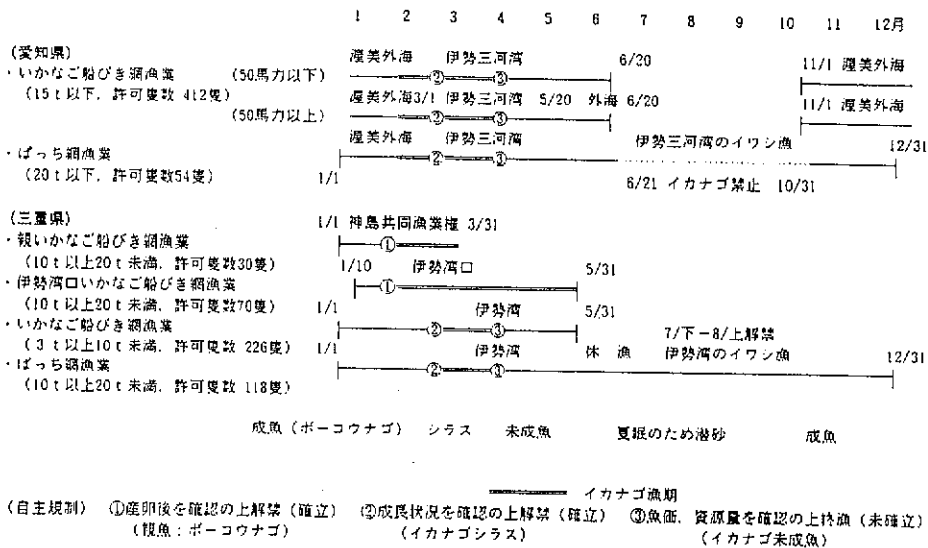 1 2 3 4 5 6 7 8 9 10 11 12月
(愛知県)
渥美外海 伊勢三河湾 6/20 11/1 渥美外海
・いかなご船びき網漁業 (50馬力以下) ② ③
(15t以下, 許可隻数 412隻)
渥美外海3/1 伊勢三河湾 5/20 外海 6/20 11/1 渥美外海
(50馬力以上) ② ③
渥美外海 伊勢三河湾 伊勢三河湾のイワシ漁 12/31
・ばっち網漁業 ② ③
(20t以下, 許可隻数54隻) 1/1 6/21 イカナゴ禁止 10/31
(三重県) 1/1 神島共同漁業権 3/31
・親いかなご船びき網漁業 ①
(10t以上20t未満, 許可隻数30隻) 1/10 伊勢湾口 5/31
・伊勢湾口いかなご船びき網漁業 ①
(10t以上20t未満, 許可隻数70隻) 1/1 伊勢湾 5/31
・いかなご船びき網漁業 ② ③ 7/下-8/上解禁
(3t以上10t未満, 許可隻数 226隻) 1/1 伊勢湾 休漁 伊勢湾のイワシ漁 12/31
・ばっち網漁業 ② ③
(10t以上20t未満, 許可隻数 118隻)
成魚(ボーコウナゴ) シラス 未成魚 夏眠のため潜砂 成魚
イカナゴ漁期
(自主規制) ①産卵後を確認の上解禁(確立) ②成長状況を確認の上解禁(確立) ③魚価, 資源量を確認の上終漁(未確立)
(親魚:ボーコウナゴ) (イカナゴシラス) (イカナゴ未成魚)